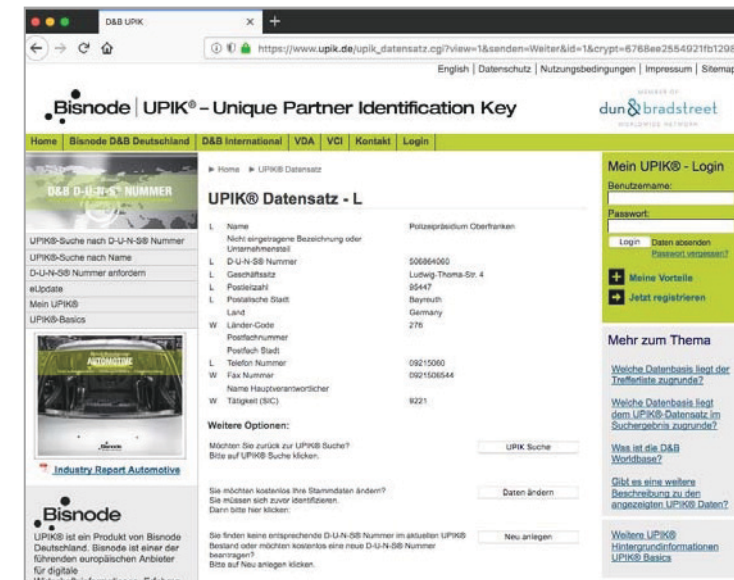 D&B UPIK
https://www.upik.de/upik_datensatz.cgi?view=1&senden=Weiter&id=1&crypt=6768ee2554921fb1298
English | Datenschutz | Nutzungsbedingungen | Impressum | Sitemap
Bisnode | UPIK® – Unique Partner Identification Key
MEMBER OF
dun & bradstreet
WORLDWIDE NETWORK
Home | Bisnode D&B Deutschland | D&B International | VDA | VCI | Kontakt | Login
D&B D-U-N-S® NUMMER
UPIK®-Suche nach D-U-N-S® Nummer
UPIK®-Suche nach Name
D-U-N-S® Nummer anfordern
eUpdate
Mein UPIK®
UPIK®-Basics
AUTOMOTIVE
Bisnode
Industry Report Automotive
Bisnode
UPIK® ist ein Produkt von Bisnode
Deutschland. Bisnode ist einer der
führenden europäischen Anbieter
für digitale
Home UPIK® Datensatz
UPIK® Datensatz - L
L Name Polizeipräsidium Oberfranken
Nicht eingetragene Bezeichnung oder
Unternehmensteil
L D-U-N-S® Nummer 506864060
L Geschäftssitz Ludwig-Thoma-Str. 4
L Postleizahl 95447
L Postalische Stadt Bayreuth
Land Germany
W Länder-Code 276
Postfachnummer
Postfach Stadt
L Telefon Nummer 09215060
W Fax Nummer 0921506544
Name Hauptverantwortlicher
W Tätigkeit (SIC) 9221
Weitere Optionen:
Möchten Sie zurück zur UPIK® Suche?
Bitte auf UPIK® Suche klicken.
UPIK Suche
Sie möchten kostenlos Ihre Stammdaten ändern?
Sie müssen sich zuvor identifizieren.
Dann bitte hier klicken:
Daten ändern
Sie finden keine entsprechende D-U-N-S® Nummer im aktuellen UPIK®
Bestand oder möchten kostenlos eine neue D-U-N-S® Nummer
beantragen?
Bitte auf Neu anlegen klicken.
Neu anlegen
Mein UPIK® - Login
Benutzername:
Passwort:
Login Daten absenden
Passwort vergessen?
Meine Vorteile
Jetzt registrieren
Mehr zum Thema
Welche Datenbasis liegt der
Trefferliste zugrunde?
Welche Datenbasis liegt
dem UPIK®-Datensatz im
Suchergebnis zugrunde?
Was ist die D&B
Worldbase?
Gibt es eine weitere
Beschreibung zu den
angezeigten UPIK® Daten?
Weitere UPIK®
Hintergrundinformationen
UPIK® Basics